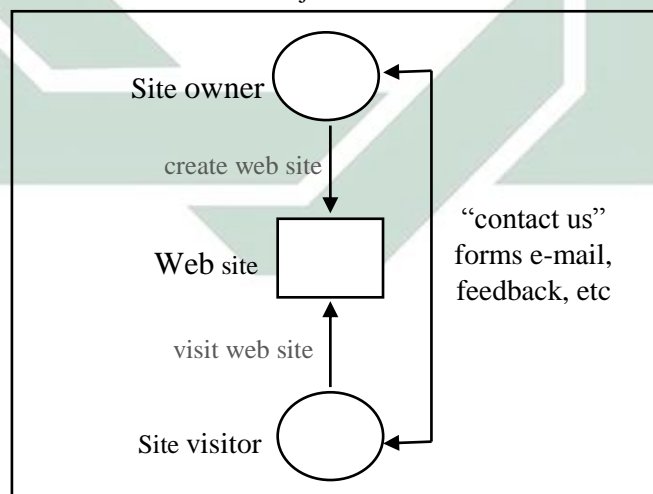 Site owner
create web site
“contact us”
forms e-mail,
feedback, etc
Web site
visit web site
Site visitor